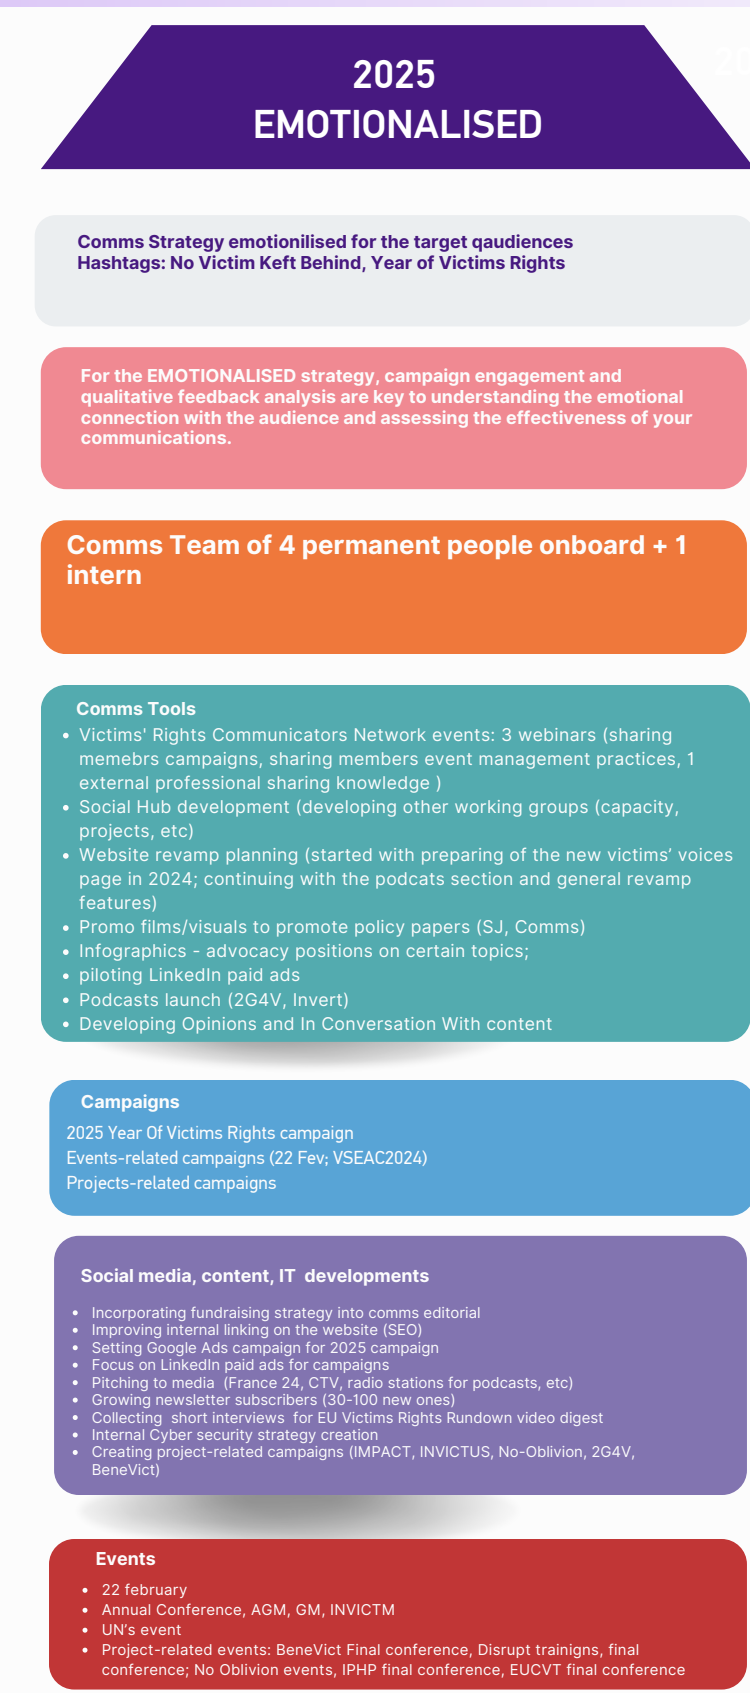 2025
EMOTIONALISED
20
Comms Strategy emotionilised for the target qaudiences
Hashtags: No Victim Keft Behind, Year of Victims Rights
For the EMOTIONALISED strategy, campaign engagement and
qualitative feedback analysis are key to understanding the emotional
connection with the audience and assessing the effectiveness of your
communications.
Comms Team of 4 permanent people onboard + 1
intern
Comms Tools
• Victims' Rights Communicators Network events: 3 webinars (sharing
memebrs campaigns, sharing members event management practices, 1
external professional sharing knowledge )
• Social Hub development (developing other working groups (capacity,
projects, etc)
• Website revamp planning (started with preparing of the new victims’ voices
page in 2024; continuing with the podcats section and general revamp
features)
• Promo films/visuals to promote policy papers (SJ, Comms)
• Infographics - advocacy positions on certain topics;
• piloting LinkedIn paid ads
• Podcasts launch (2G4V, Invert)
• Developing Opinions and In Conversation With content
Campaigns
2025 Year Of Victims Rights campaign
Events-related campaigns (22 Fev; VSEAC2024)
Projects-related campaigns
Social media, content, IT developments
• Incorporating fundraising strategy into comms editorial
• Improving internal linking on the website (SEO)
• Setting Google Ads campaign for 2025 campaign
• Focus on LinkedIn paid ads for campaigns
• Pitching to media (France 24, CTV, radio stations for podcasts, etc)
• Growing newsletter subscribers (30-100 new ones)
• Collecting short interviews for EU Victims Rights Rundown video digest
• Internal Cyber security strategy creation
• Creating project-related campaigns (IMPACT, INVICTUS, No-Oblivion, 2G4V,
BeneVict)
Events
• 22 february
• Annual Conference, AGM, GM, INVICTM
• UN’s event
• Project-related events: BeneVict Final conference, Disrupt trainigns, final
conference; No Oblivion events, IPHP final conference, EUCVT final conference